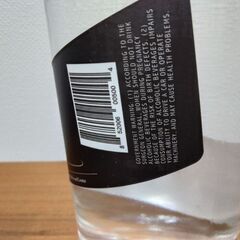 GOVERNMENT WARNING: (1) ACCORDING TO THE
SURGEON GENERAL, WOMEN SHOULD NOT DRINK
ALCOHOLIC BEVERAGES DURING PREGNANCY
BECAUSE OF THE RISK OF BIRTH DEFECTS. (2)
CONSUMPTION OF ALCOHOLIC BEVERAGES IMPAIRS
YOUR ABILITY TO DRIVE A CAR OR OPERATE
MACHINERY, AND MAY CAUSE HEALTH PROBLEMS.
00500